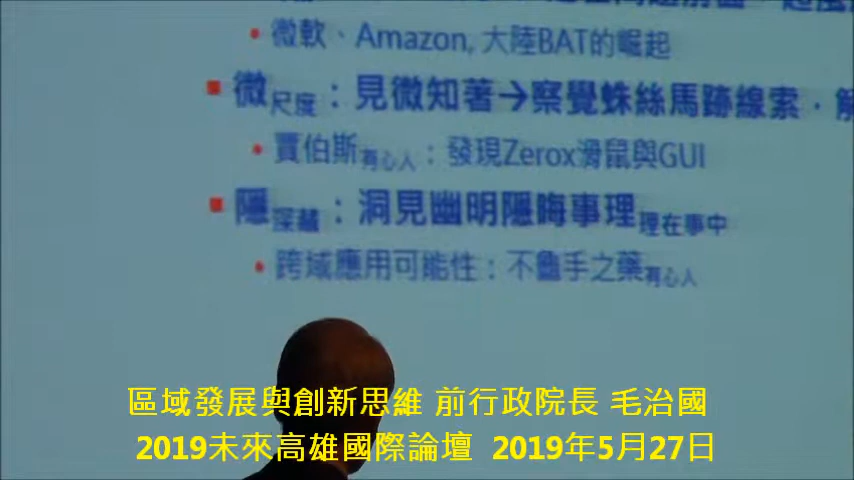 微軟、Amazon, 大陸BAT的崛起
微尺度：見微知著→察覺蛛絲馬跡線索，解
賈伯斯有心人：發現Zerox滑鼠與GUI
隱深藏：洞見幽明隱晦事理理在事中
跨域應用可能性：不龜手之藥有心人
區域發展與創新思維 前行政院長 毛治國
2019未來高雄國際論壇 2019年5月27日